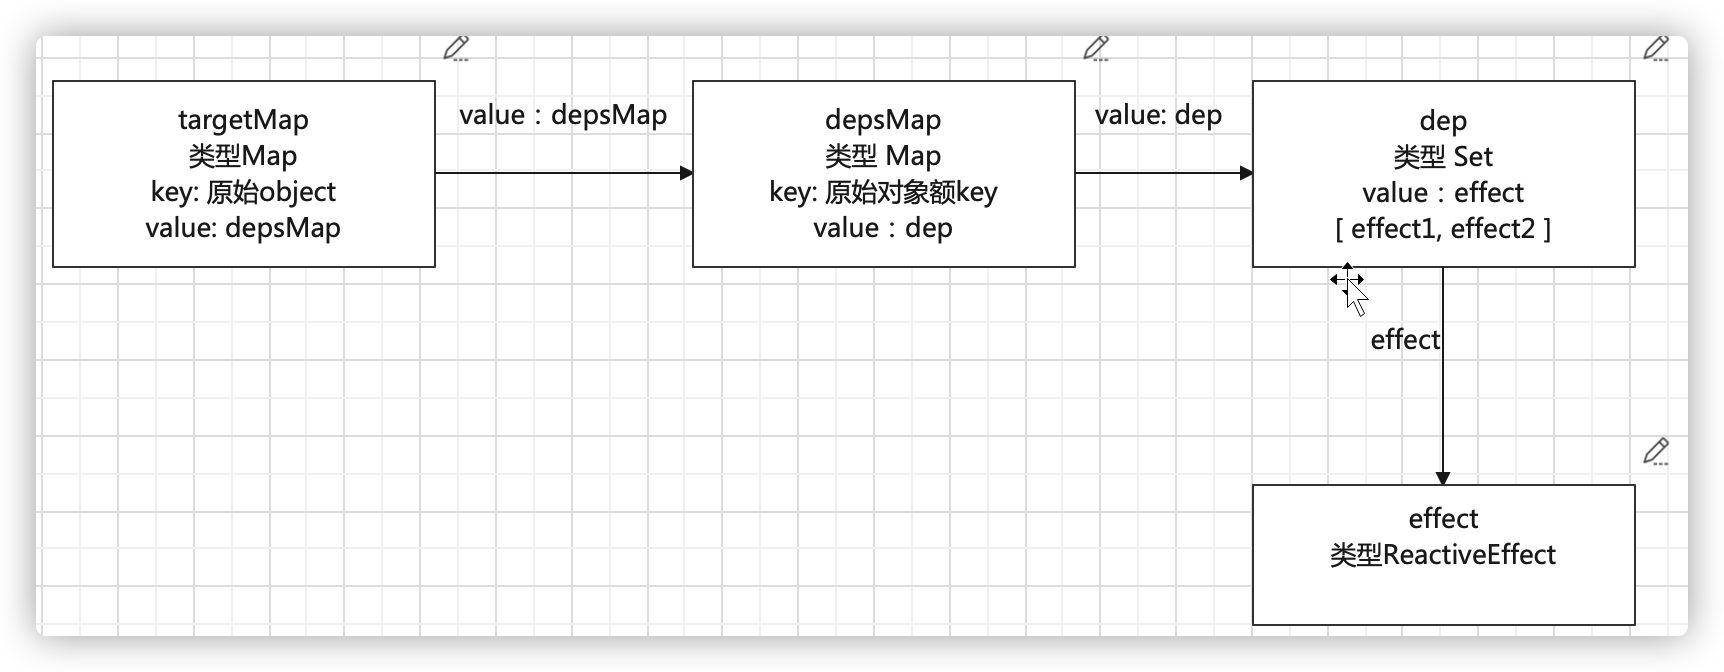 targetMap
类型Map
key: 原始object
value: depsMap
value：depsMap
depsMap
类型 Map
key: 原始对象额key
value：dep
value: dep
dep
类型 Set
value：effect
[ effect1, effect2 ]
effect
effect
类型ReactiveEffect